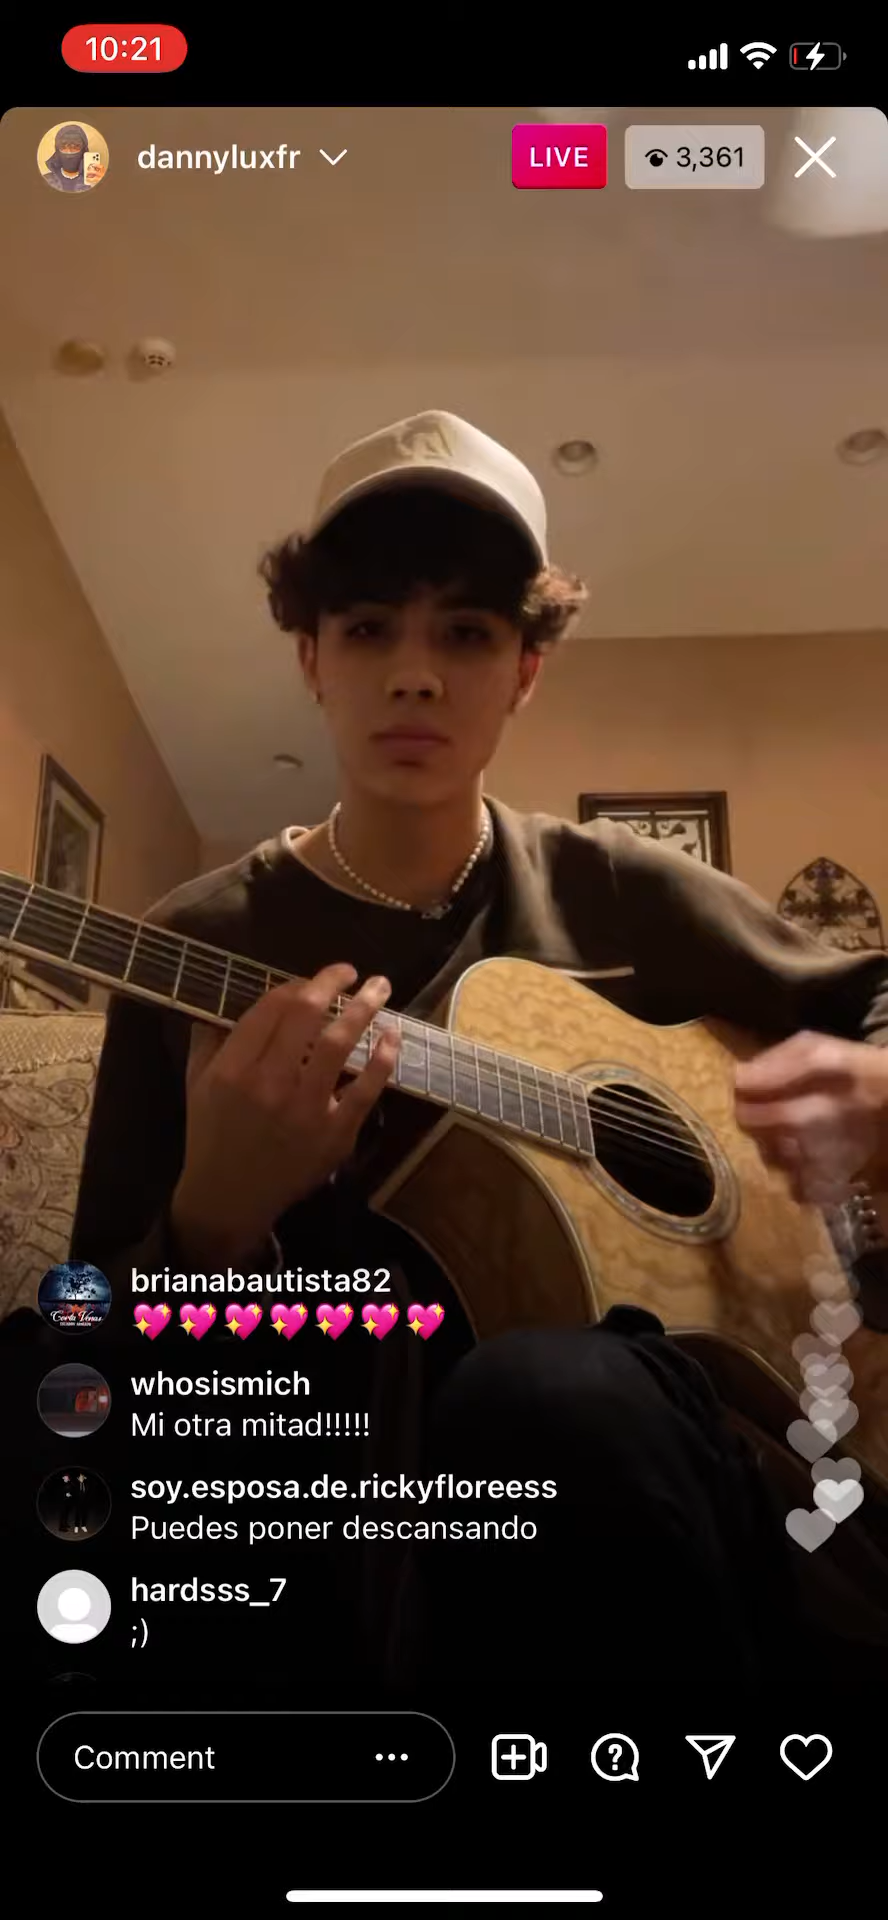 10:21
dannyluxfr
LIVE
3,361
brianabautista82
💖💖💖💖💖💖💖
whosismich
Mi otra mitad!!!!!
soy.esposa.de.rickyfloreess
Puedes poner descansando
hardsss_7
;)
Comment